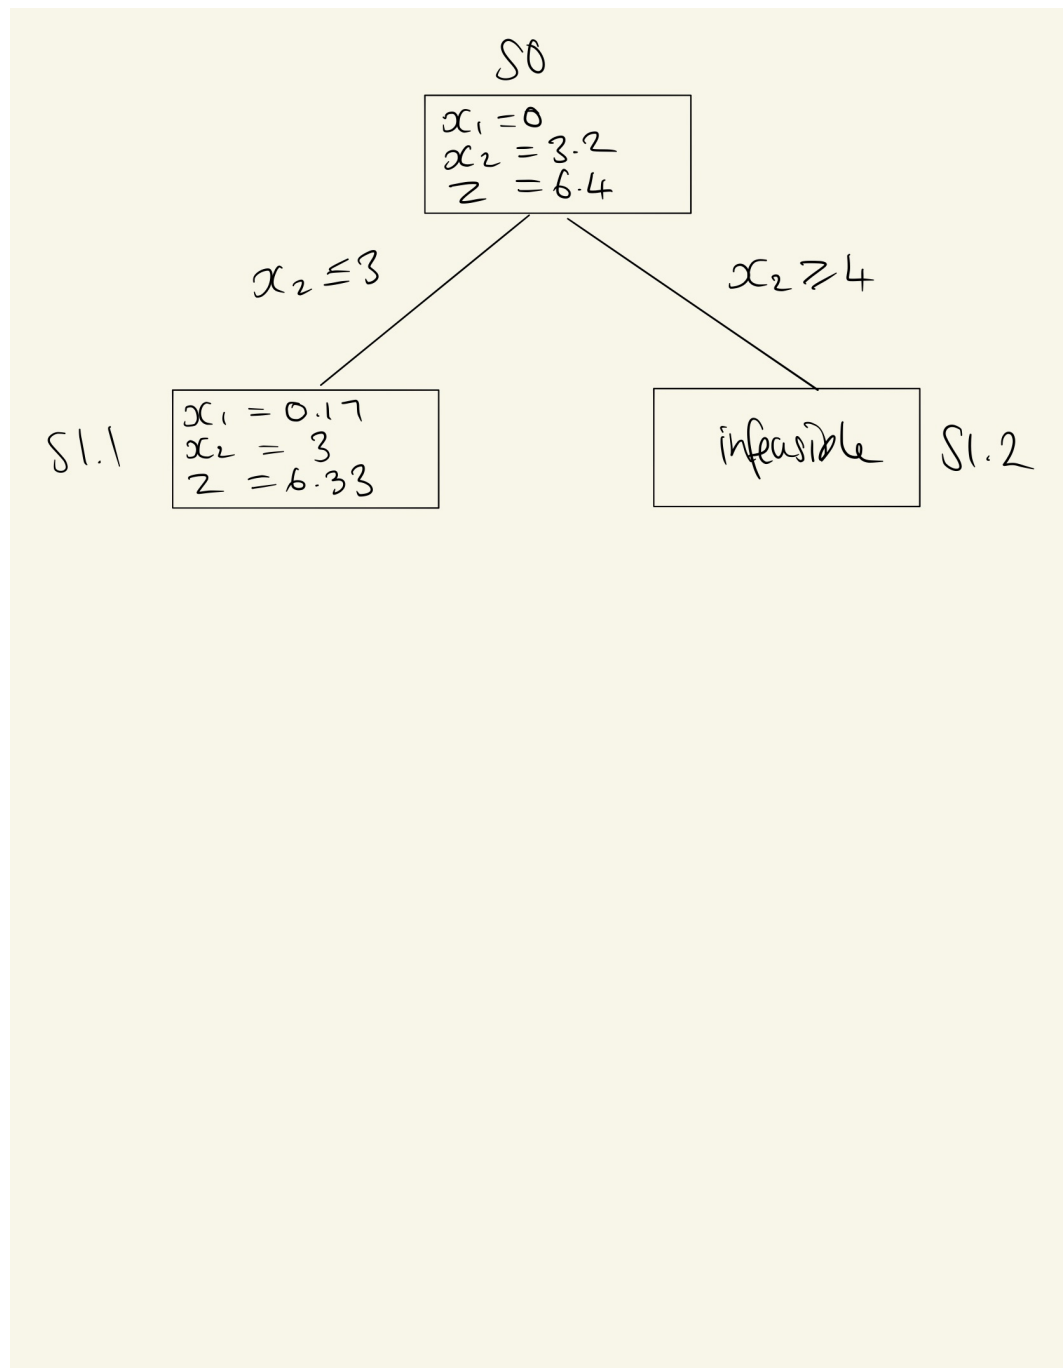 S0
x₁ = 0
x₂ = 3.2
Z = 6.4
x₂ ≤ 3
x₂ ⩾ 4
S1.1
x₁ = 0.17
x₂ = 3
Z = 6.33
infeasible
S1.2